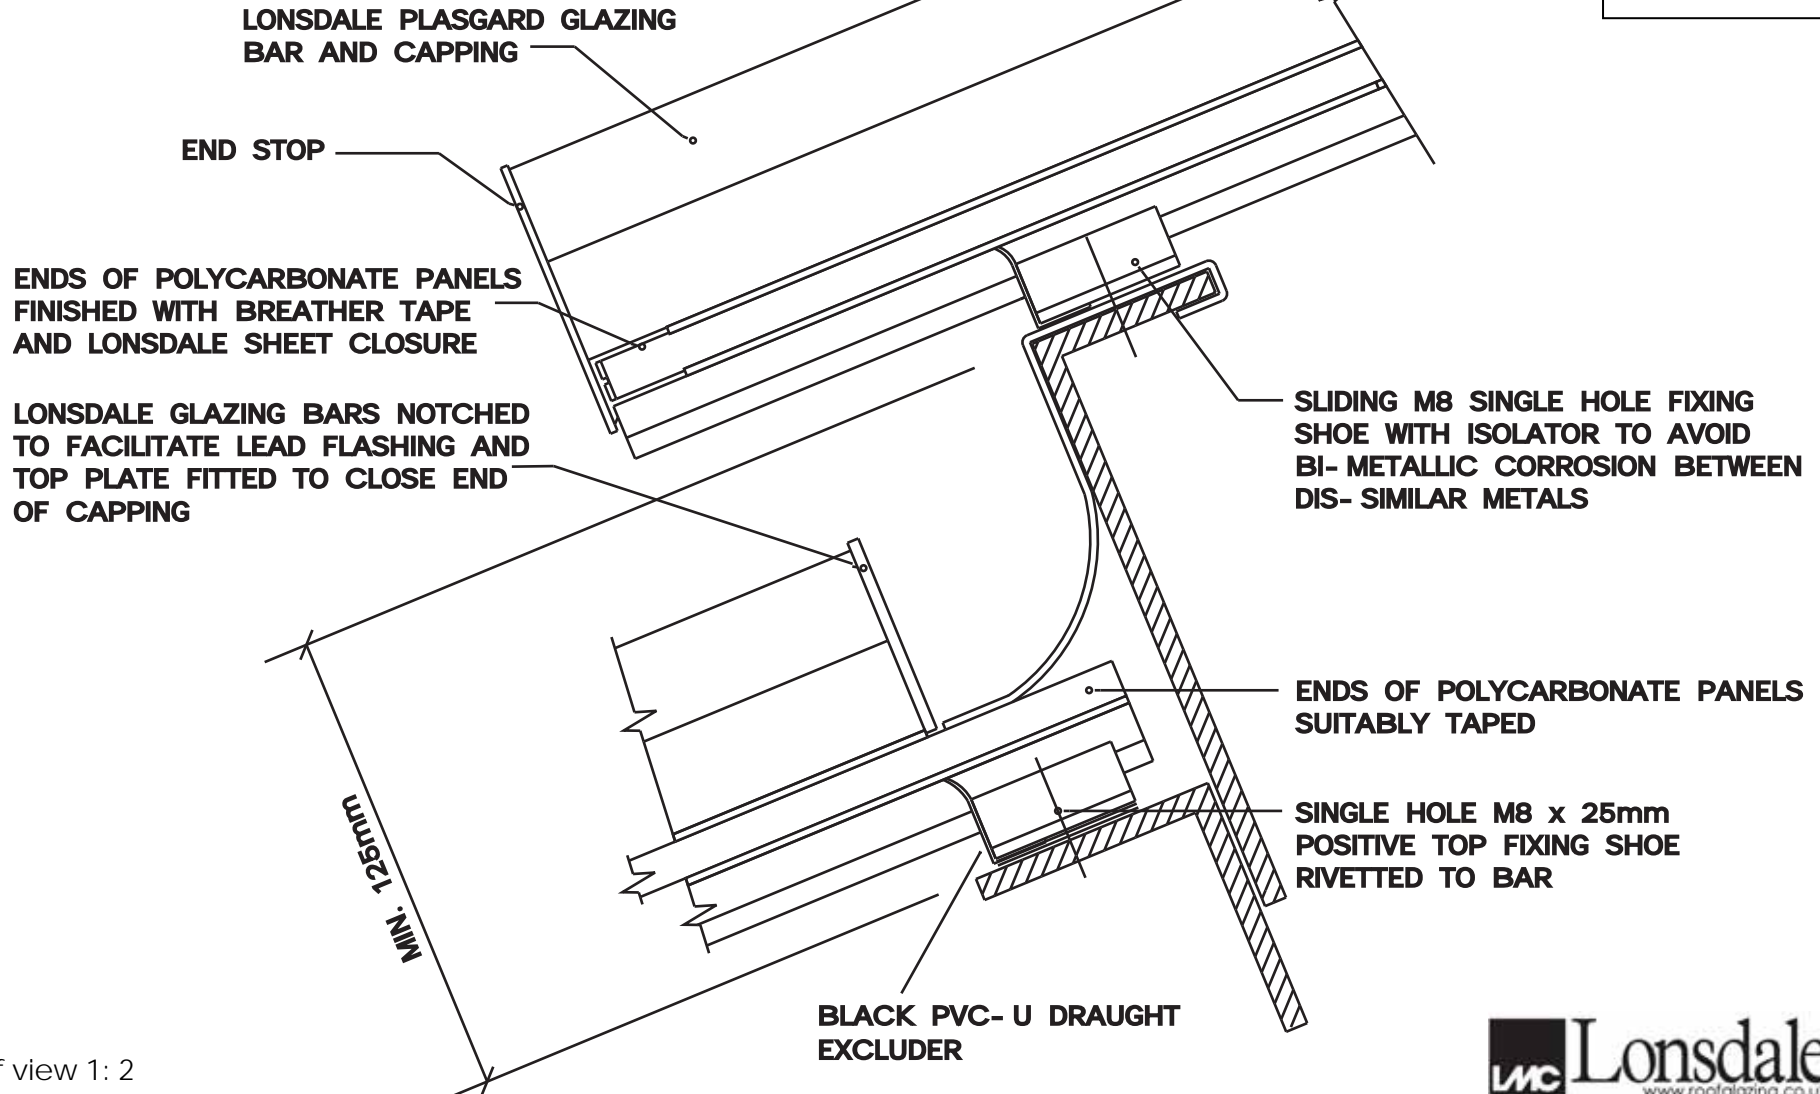 LONSDALE PLASGARD GLAZING
BAR AND CAPPING
END STOP
ENDS OF POLYCARBONATE PANELS
FINISHED WITH BREATHER TAPE
AND LONSDALE SHEET CLOSURE
LONSDALE GLAZING BARS NOTCHED
TO FACILITATE LEAD FLASHING AND
TOP PLATE FITTED TO CLOSE END
OF CAPPING
SLIDING M8 SINGLE HOLE FIXING
SHOE WITH ISOLATOR TO AVOID
BI-METALLIC CORROSION BETWEEN
DIS-SIMILAR METALS
ENDS OF POLYCARBONATE PANELS
SUITABLY TAPED
SINGLE HOLE M8 x 25mm
POSITIVE TOP FIXING SHOE
RIVETTED TO BAR
MIN. 125mm
BLACK PVC-U DRAUGHT
EXCLUDER
view 1:2
LMC Lonsdale
www.roofglazing.co.u